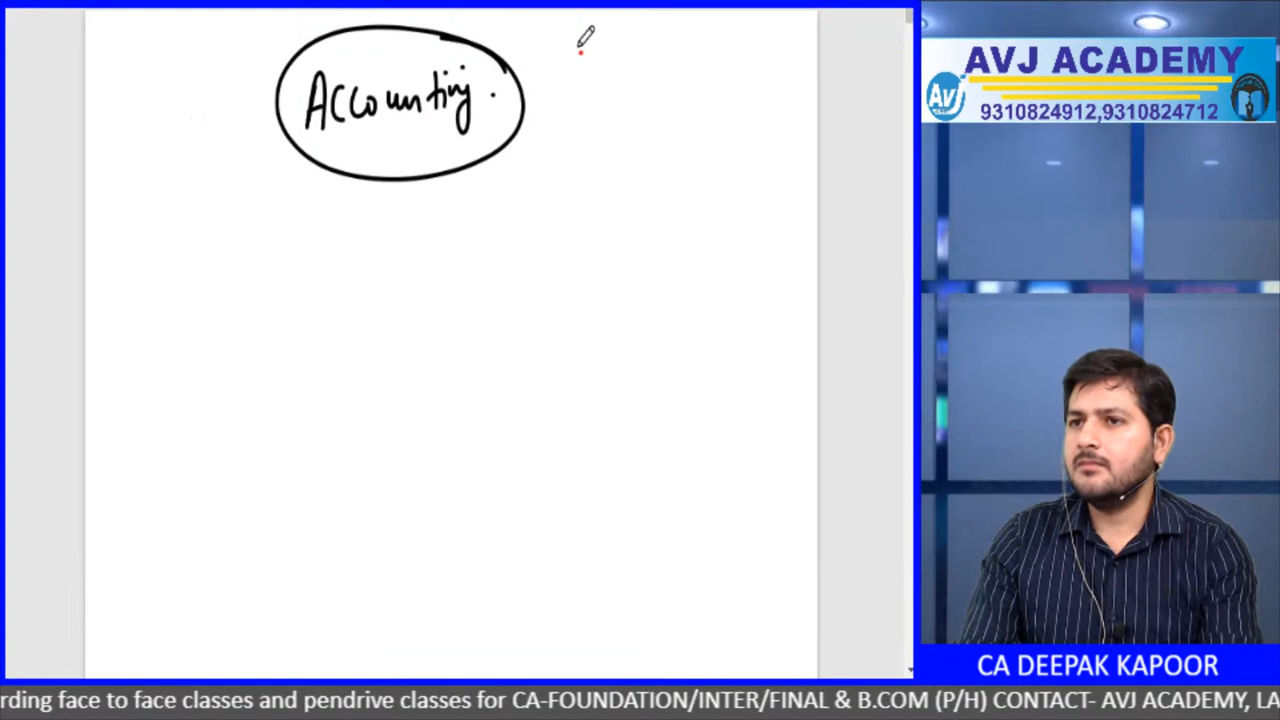 Accounting.
AVJ ACADEMY
AV
9310824912,9310824712
CA DEEPAK KAPOOR
rding face to face classes and pendrive classes for CA-FOUNDATION/INTER/FINAL & B.COM (P/H) CONTACT- AVJ ACADEMY, LA